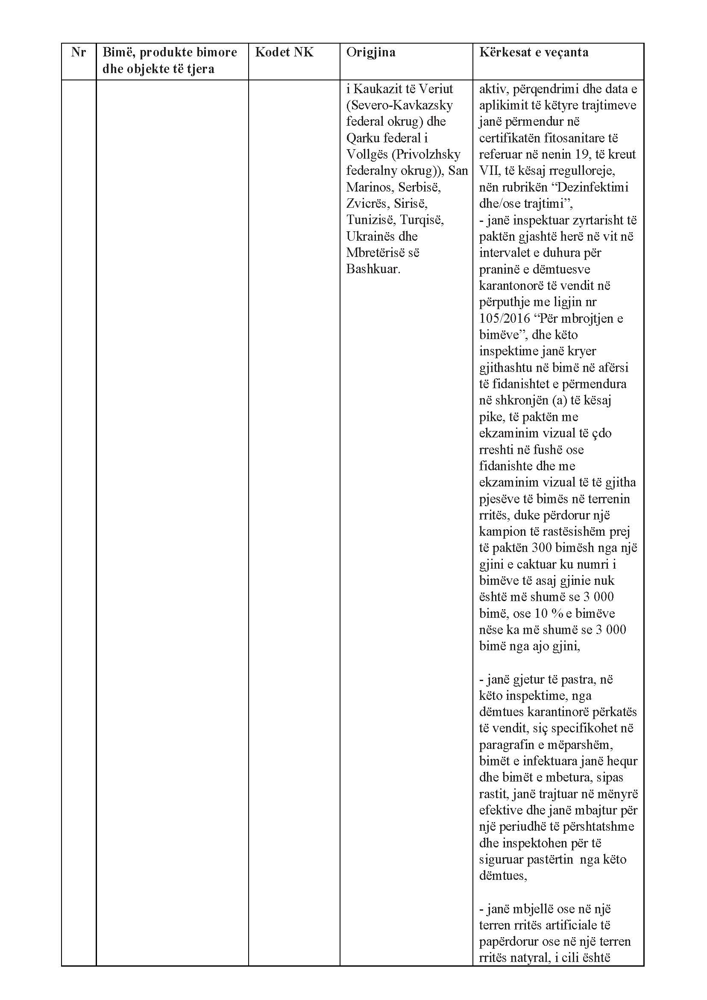 Nr
Bimë, produkte bimore
dhe objekte të tjera
Kodet NK
Origjina
Kërkesat e veçanta
i Kaukazit të Veriut
(Severo-Kavkazsky
federal okrug) dhe
Qarku federal i
Vollgës (Privolzhsky
federalny okrug)), San
Marinos, Serbisë,
Zvicrës, Sirisë,
Tunizisë, Turqisë,
Ukrainës dhe
Mbretërisë së
Bashkuar.
aktiv, përqendrimi dhe data e
aplikimit të këtyre trajtimeve
janë përmendur në
certifikatën fitosanitare të
referuar në nenin 19, të kreut
VII, të kësaj rregulloreje,
nën rubrikën “Dezinfektimi
dhe/ose trajtimi”,
- janë inspektuar zyrtarisht të
paktën gjashtë herë në vit në
intervalet e duhura për
praninë e dëmtuesve
karantonorë të vendit në
përputhje me ligjin nr
105/2016 “Për mbrojtjen e
bimëve”, dhe këto
inspektime janë kryer
gjithashtu në bimë në afërsi
të fidanishtet e përmendura
në shkronjën (a) të kësaj
pike, të paktën me
ekzaminim vizual të çdo
rreshti në fushë ose
fidanishte dhe me
ekzaminim vizual të të gjitha
pjesëve të bimës në terrenin
rritës, duke përdorur një
kampion të rastësishëm prej
të paktën 300 bimësh nga një
gjini e caktuar ku numri i
bimëve të asaj gjinie nuk
është më shumë se 3 000
bimë, ose 10 % e bimëve
nëse ka më shumë se 3 000
bimë nga ajo gjini,
- janë gjetur të pastra, në
këto inspektime, nga
dëmtues karantinorë përkatës
të vendit, siç specifikohet në
paragrafin e mëparshëm,
bimët e infektuara janë hequr
dhe bimët e mbetura, sipas
rastit, janë trajtuar në mënyrë
efektive dhe janë mbajtur për
një periudhë të përshtatshme
dhe inspektohen për të
siguruar pastërtin  nga këto
dëmtues,
- janë mbjellë ose në një
terren rritës artificiale të
papërdorur ose në një terren
rritës natyral, i cili është